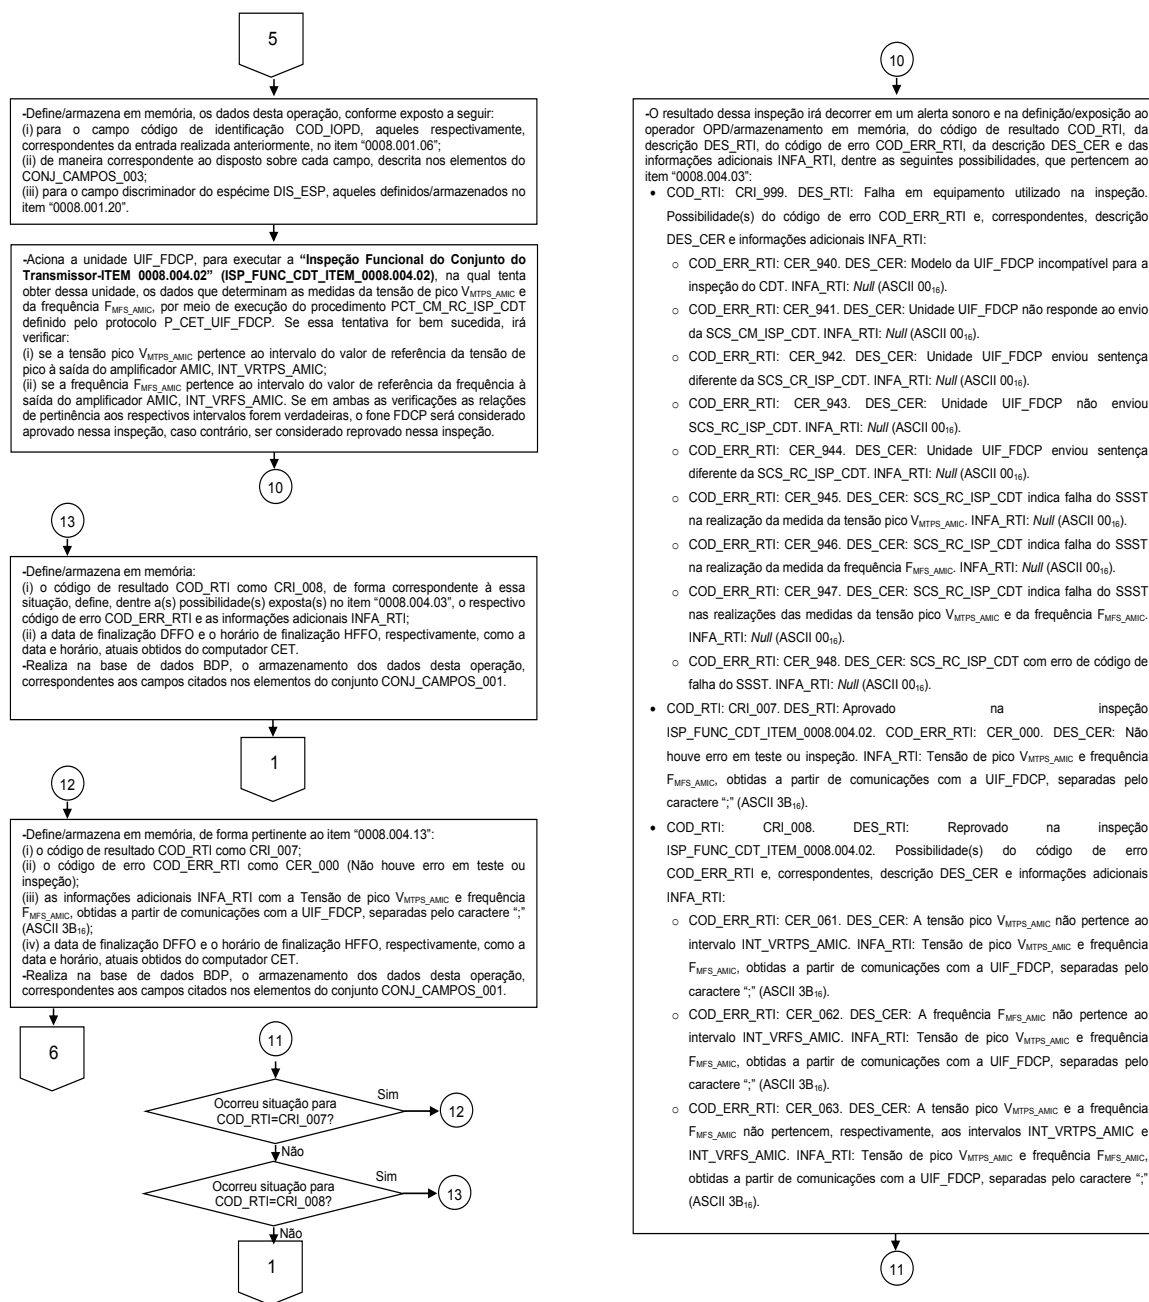 5
-Define/armazena em memória, os dados desta operação, conforme exposto a seguir:
(i) para o campo código de identificação COD_IOPD, aqueles respectivamente,
correspondentes da entrada realizada anteriormente, no item "0008.001.06";
(ii) de maneira correspondente ao disposto sobre cada campo, descrita nos elementos do
CONJ_CAMPOS_003;
(iii) para o campo discriminador do espécime DIS_ESP, aqueles definidos/armazenados no
item "0008.001.20".
-Aciona a unidade UIF_FDCP, para executar a "Inspeção Funcional do Conjunto do
Transmissor-ITEM 0008.004.02" (ISP_FUNC_CDT_ITEM_0008.004.02), na qual tenta
obter dessa unidade, os dados que determinam as medidas da tensão de pico VMTPS_AMIC e
da frequência FMFS_AMIC, por meio de execução do procedimento PCT_CM_RC_ISP_CDT
definido pelo protocolo P_CET_UIF_FDCP. Se essa tentativa for bem sucedida, irá
verificar:
(i) se a tensão pico VMTPS_AMIC pertence ao intervalo do valor de referência da tensão de
pico à saída do amplificador AMIC, INT_VRTPS_AMIC;
(ii) se a frequência FMFS_AMIC pertence ao intervalo do valor de referência da frequência à
saída do amplificador AMIC, INT_VRFS_AMIC. Se em ambas as verificações as relações
de pertinência aos respectivos intervalos forem verdadeiras, o fone FDCP será considerado
aprovado nessa inspeção, caso contrário, ser considerado reprovado nessa inspeção.
10
13
-Define/armazena em memória:
(i) o código de resultado COD_RTI como CRI_008, de forma correspondente à essa
situação, define, dentre a(s) possibilidade(s) exposta(s) no item "0008.004.03", o respectivo
código de erro COD_ERR_RTI e as informações adicionais INFA_RTI;
(ii) a data de finalização DFFO e o horário de finalização HFFO, respectivamente, como a
data e horário, atuais obtidos do computador CET.
-Realiza na base de dados BDP, o armazenamento dos dados desta operação,
correspondentes aos campos citados nos elementos do conjunto CONJ_CAMPOS_001.
1
12
-Define/armazena em memória, de forma pertinente ao item "0008.004.13":
(i) o código de resultado COD_RTI como CRI_007;
(ii) o código de erro COD_ERR_RTI como CER_000 (Não houve erro em teste ou
inspeção);
(iii) as informações adicionais INFA_RTI com a Tensão de pico VMTPS_AMIC e frequência
FMFS_AMIC, obtidas a partir de comunicações com a UIF_FDCP, separadas pelo caractere ";"
(ASCII 3B16);
(iv) a data de finalização DFFO e o horário de finalização HFFO, respectivamente, como a
data e horário, atuais obtidos do computador CET.
-Realiza na base de dados BDP, o armazenamento dos dados desta operação,
correspondentes aos campos citados nos elementos do conjunto CONJ_CAMPOS_001.
6
11
Ocorreu situação para
COD_RTI=CRI_007?
Sim
12
Não
Ocorreu situação para
COD_RTI=CRI_008?
Sim
13
Não
1
10
-O resultado dessa inspeção irá decorrer em um alerta sonoro e na definição/exposição ao
operador OPD/armazenamento em memória, do código de resultado COD_RTI, da
descrição DES_RTI, do código de erro COD_ERR_RTI, da descrição DES_CER e das
informações adicionais INFA_RTI, dentre as seguintes possibilidades, que pertencem ao
item "0008.004.03":
• COD_RTI: CRI_999. DES_RTI: Falha em equipamento utilizado na inspeção.
Possibilidade(s) do código de erro COD_ERR_RTI e, correspondentes, descrição
DES_CER e informações adicionais INFA_RTI:
○ COD_ERR_RTI: CER_940. DES_CER: Modelo da UIF_FDCP incompatível para a
inspeção do CDT. INFA_RTI: Null (ASCII 0016).
○ COD_ERR_RTI: CER_941. DES_CER: Unidade UIF_FDCP não responde ao envio
da SCS_CM_ISP_CDT. INFA_RTI: Null (ASCII 0016).
○ COD_ERR_RTI: CER_942. DES_CER: Unidade UIF_FDCP enviou sentença
diferente da SCS_CR_ISP_CDT. INFA_RTI: Null (ASCII 0016).
○ COD_ERR_RTI: CER_943. DES_CER: Unidade UIF_FDCP não enviou
SCS_RC_ISP_CDT. INFA_RTI: Null (ASCII 0016).
○ COD_ERR_RTI: CER_944. DES_CER: Unidade UIF_FDCP enviou sentença
diferente da SCS_RC_ISP_CDT. INFA_RTI: Null (ASCII 0016).
○ COD_ERR_RTI: CER_945. DES_CER: SCS_RC_ISP_CDT indica falha do SSST
na realização da medida da tensão pico VMTPS_AMIC. INFA_RTI: Null (ASCII 0016).
○ COD_ERR_RTI: CER_946. DES_CER: SCS_RC_ISP_CDT indica falha do SSST
na realização da medida da frequência FMFS_AMIC. INFA_RTI: Null (ASCII 0016).
○ COD_ERR_RTI: CER_947. DES_CER: SCS_RC_ISP_CDT indica falha do SSST
nas realizações das medidas da tensão pico VMTPS_AMIC e da frequência FMFS_AMIC.
INFA_RTI: Null (ASCII 0016).
○ COD_ERR_RTI: CER_948. DES_CER: SCS_RC_ISP_CDT com erro de código de
falha do SSST. INFA_RTI: Null (ASCII 0016).
• COD_RTI: CRI_007. DES_RTI: Aprovado na inspeção
ISP_FUNC_CDT_ITEM_0008.004.02. COD_ERR_RTI: CER_000. DES_CER: Não
houve erro em teste ou inspeção. INFA_RTI: Tensão de pico VMTPS_AMIC e frequência
FMFS_AMIC, obtidas a partir de comunicações com a UIF_FDCP, separadas pelo
caractere ";" (ASCII 3B16).
• COD_RTI: CRI_008. DES_RTI: Reprovado na inspeção
ISP_FUNC_CDT_ITEM_0008.004.02. Possibilidade(s) do código de erro
COD_ERR_RTI e, correspondentes, descrição DES_CER e informações adicionais
INFA_RTI:
○ COD_ERR_RTI: CER_061. DES_CER: A tensão pico VMTPS_AMIC não pertence ao
intervalo INT_VRTPS_AMIC. INFA_RTI: Tensão de pico VMTPS_AMIC e frequência
FMFS_AMIC, obtidas a partir de comunicações com a UIF_FDCP, separadas pelo
caractere ";" (ASCII 3B16).
○ COD_ERR_RTI: CER_062. DES_CER: A frequência FMFS_AMIC não pertence ao
intervalo INT_VRFS_AMIC. INFA_RTI: Tensão de pico VMTPS_AMIC e frequência
FMFS_AMIC, obtidas a partir de comunicações com a UIF_FDCP, separadas pelo
caractere ";" (ASCII 3B16).
○ COD_ERR_RTI: CER_063. DES_CER: A tensão pico VMTPS_AMIC e a frequência
FMFS_AMIC não pertencem, respectivamente, aos intervalos INT_VRTPS_AMIC e
INT_VRFS_AMIC. INFA_RTI: Tensão de pico VMTPS_AMIC e frequência FMFS_AMIC,
obtidas a partir de comunicações com a UIF_FDCP, separadas pelo caractere ";"
(ASCII 3B16).
11